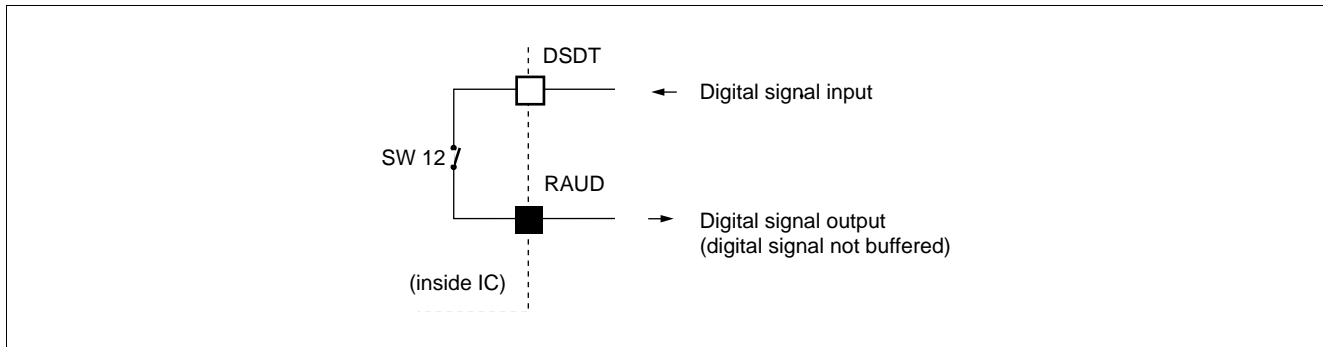 DSDT
Digital signal input
SW 12
RAUD
Digital signal output
(digital signal not buffered)
(inside IC)